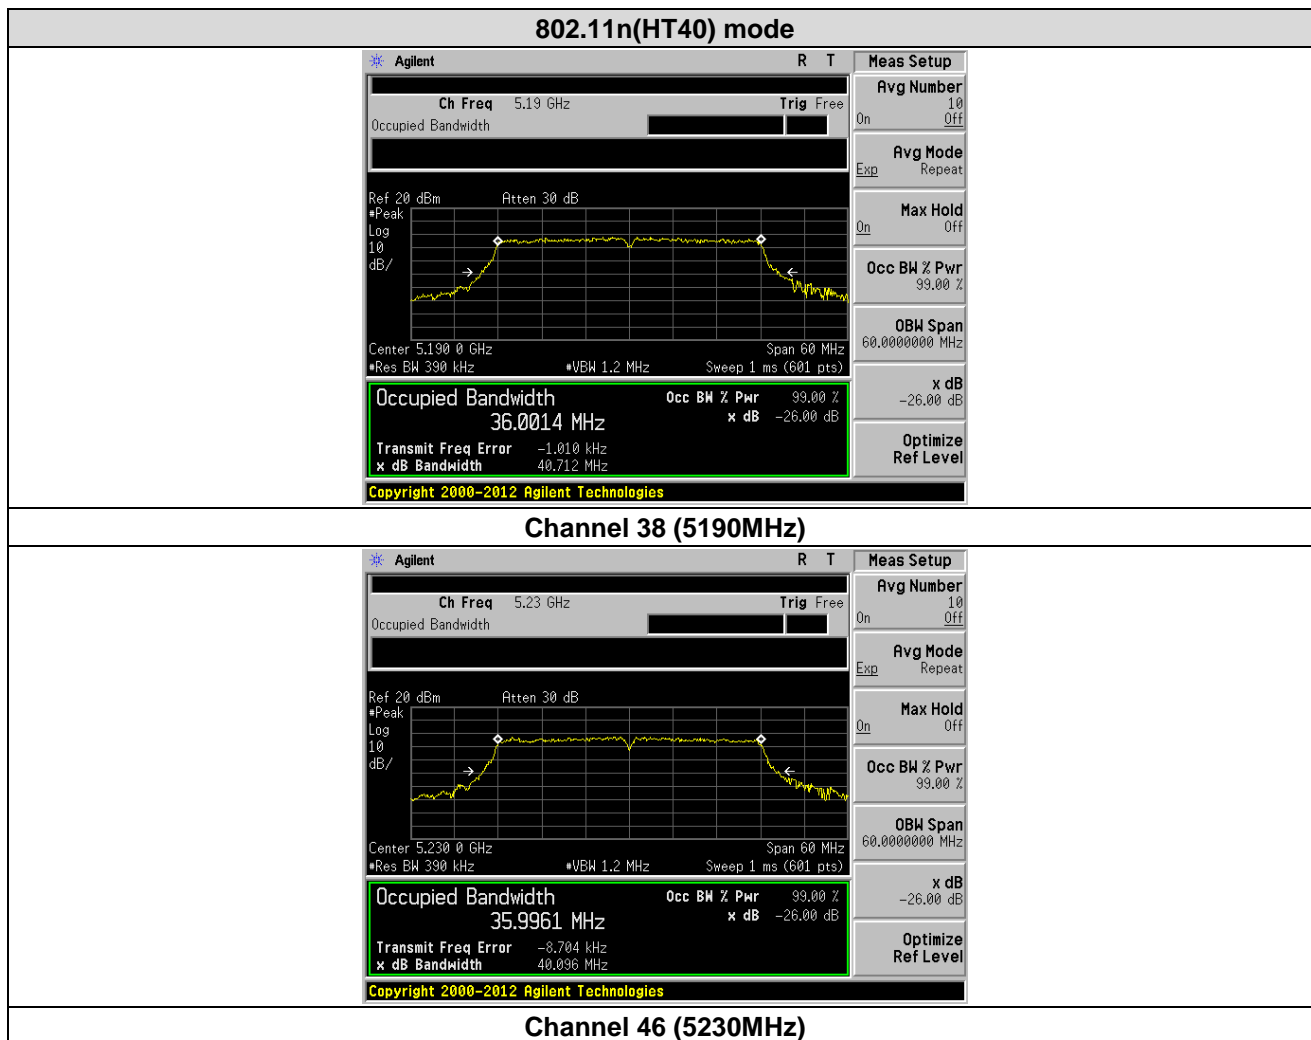 802.11n(HT40) mode
Agilent R T Meas Setup
Ch Freq 5.19 GHz Trig Free
Occupied Bandwidth
Avg Number
10
On Off
Avg Mode
Exp Repeat
Max Hold
On Off
Occ BW % Pwr
99.00 %
OBW Span
60.0000000 MHz
x dB
-26.00 dB
Optimize
Ref Level
Ref 20 dBm Atten 30 dB
#Peak
Log
10
dB/
Center 5.190 0 GHz Span 60 MHz
#Res BW 390 kHz #VBW 1.2 MHz Sweep 1 ms (601 pts)
Occupied Bandwidth Occ BW % Pwr 99.00 %
36.0014 MHz x dB -26.00 dB
Transmit Freq Error -1.010 kHz
x dB Bandwidth 40.712 MHz
Copyright 2000-2012 Agilent Technologies
Channel 38 (5190MHz)
Agilent R T Meas Setup
Ch Freq 5.23 GHz Trig Free
Occupied Bandwidth
Avg Number
10
On Off
Avg Mode
Exp Repeat
Max Hold
On Off
Occ BW % Pwr
99.00 %
OBW Span
60.0000000 MHz
x dB
-26.00 dB
Optimize
Ref Level
Ref 20 dBm Atten 30 dB
#Peak
Log
10
dB/
Center 5.230 0 GHz Span 60 MHz
#Res BW 390 kHz #VBW 1.2 MHz Sweep 1 ms (601 pts)
Occupied Bandwidth Occ BW % Pwr 99.00 %
35.9961 MHz x dB -26.00 dB
Transmit Freq Error -8.704 kHz
x dB Bandwidth 40.096 MHz
Copyright 2000-2012 Agilent Technologies
Channel 46 (5230MHz)